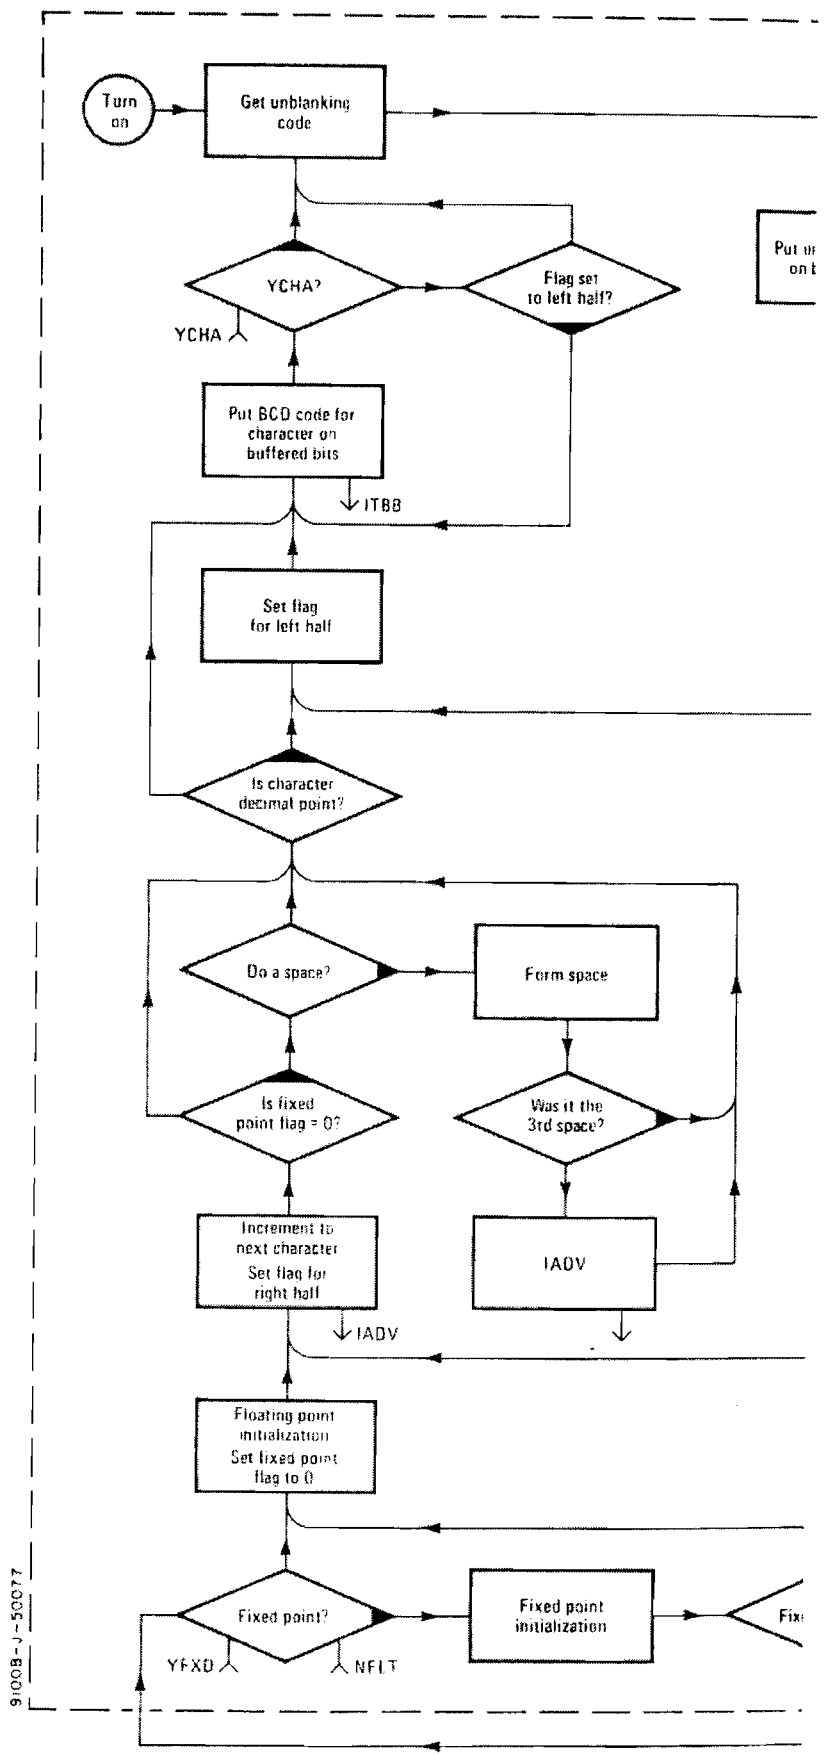 Turn
on
Get unblanking
code
Put
on
YCHA?
Flag set
to left half?
YCHA
Put BCD code for
character on
buffered bits
ITBB
Set flag
for left half
Is character
decimal point?
Do a space?
Form space
Is fixed
point flag = 0?
Was it the
3rd space?
Increment to
next character
Set flag for
right half
IADV
IADV
Floating point
initialization
Set fixed point
flag to 0
Fixed point?
Fixed point
initialization
YFXD
NFLT
9100B-J-50077